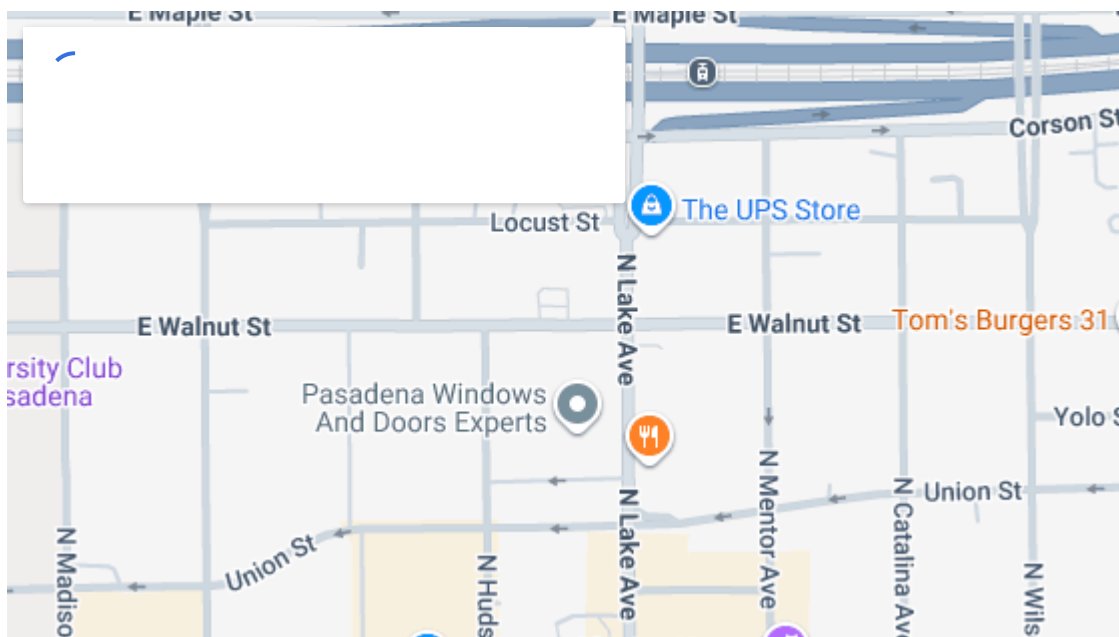 E Maple St
E Maple St
Corson St
Locust St
The UPS Store
N Lake Ave
E Walnut St
E Walnut St
Tom's Burgers 31
rsity Club
sadena
Pasadena Windows
And Doors Experts
Yolo S
N Mentor Ave
N Catalina Av
Union St
N Lake Ave
Union St
N Madiso
N Huds
N Wils